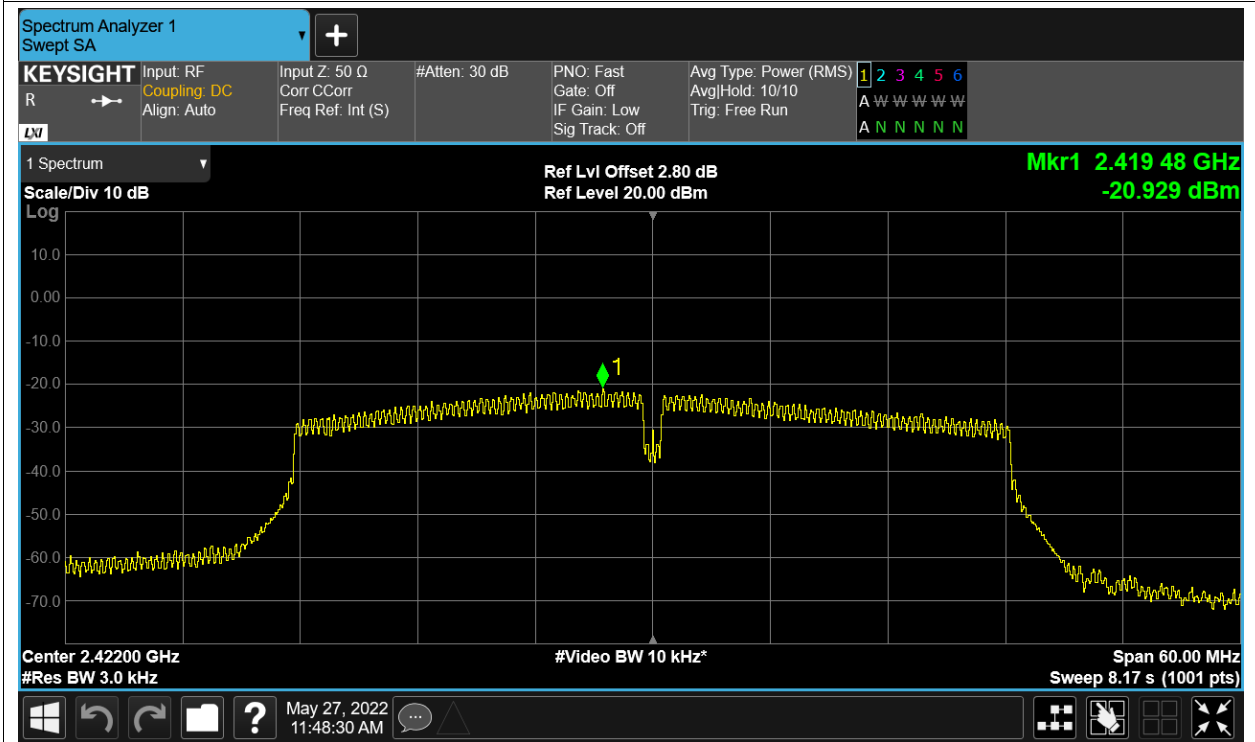 Spectrum Analyzer 1
Swept SA
+
KEYSIGHT
R
LXI
Input: RF
Coupling: DC
Align: Auto
Input Z: 50 Ω
Corr CCorr
Freq Ref: Int (S)
#Atten: 30 dB
PNO: Fast
Gate: Off
IF Gain: Low
Sig Track: Off
Avg Type: Power (RMS)
Avg|Hold: 10/10
Trig: Free Run
1 2 3 4 5 6
A W W W W W
A N N N N N
1 Spectrum
Scale/Div 10 dB
Log
Ref Lvl Offset 2.80 dB
Ref Level 20.00 dBm
Mkr1 2.419 48 GHz
-20.929 dBm
10.0
0.00
-10.0
-20.0
-30.0
-40.0
-50.0
-60.0
-70.0
1
Center 2.42200 GHz
#Res BW 3.0 kHz
#Video BW 10 kHz*
Span 60.00 MHz
Sweep 8.17 s (1001 pts)
?
May 27, 2022
11:48:30 AM